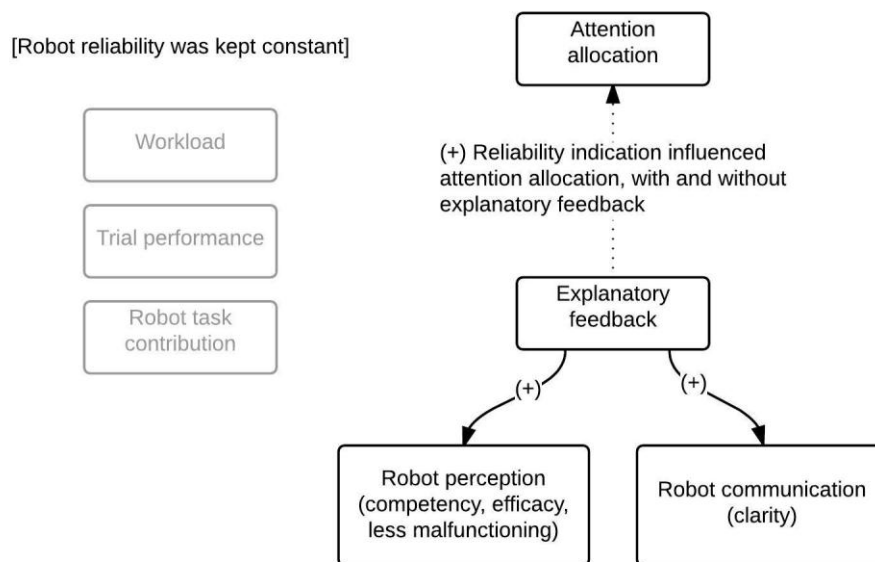 [Robot reliability was kept constant]
Attention
allocation
Workload
(+) Reliability indication influenced
attention allocation, with and without
explanatory feedback
Trial performance
Explanatory
feedback
Robot task
contribution
(+)
(+)
Robot perception
(competency, efficacy,
less malfunctioning)
Robot communication
(clarity)